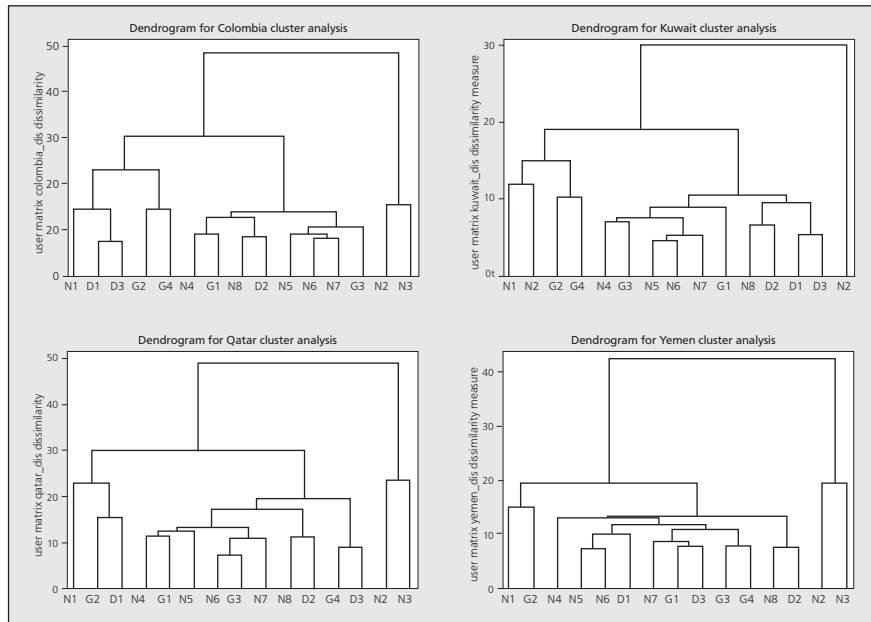 Dendrogram for Colombia cluster analysis
user matrix colombia_dis dissimilarity
50
30
20
20
0
N1 D1 D3 G2 G4 N4 G1 N8 D2 N5 N6 N7 G3 N2 N3
Dendrogram for Kuwait cluster analysis
user matrix kuwait_dis dissimilarity measure
30
20
10
0t
N1 N2 G2 G4 N4 G3 N5 N6 N7 G1 N8 D2 D1 D3 N2
Dendrogram for Qatar cluster analysis
user matrix qatar_dis dissimilarity
50
40
30
20
10
0
N1 G2 D1 N4 G1 N5 N6 G3 N7 N8 D2 G4 D3 N2 N3
Dendrogram for Yemen cluster analysis
user matrix yemen_dis dissimilarity measure
40
30
20
10
0
N1 G2 N4 N5 N6 D1 N7 G1 D3 G3 G4 N8 D2 N2 N3